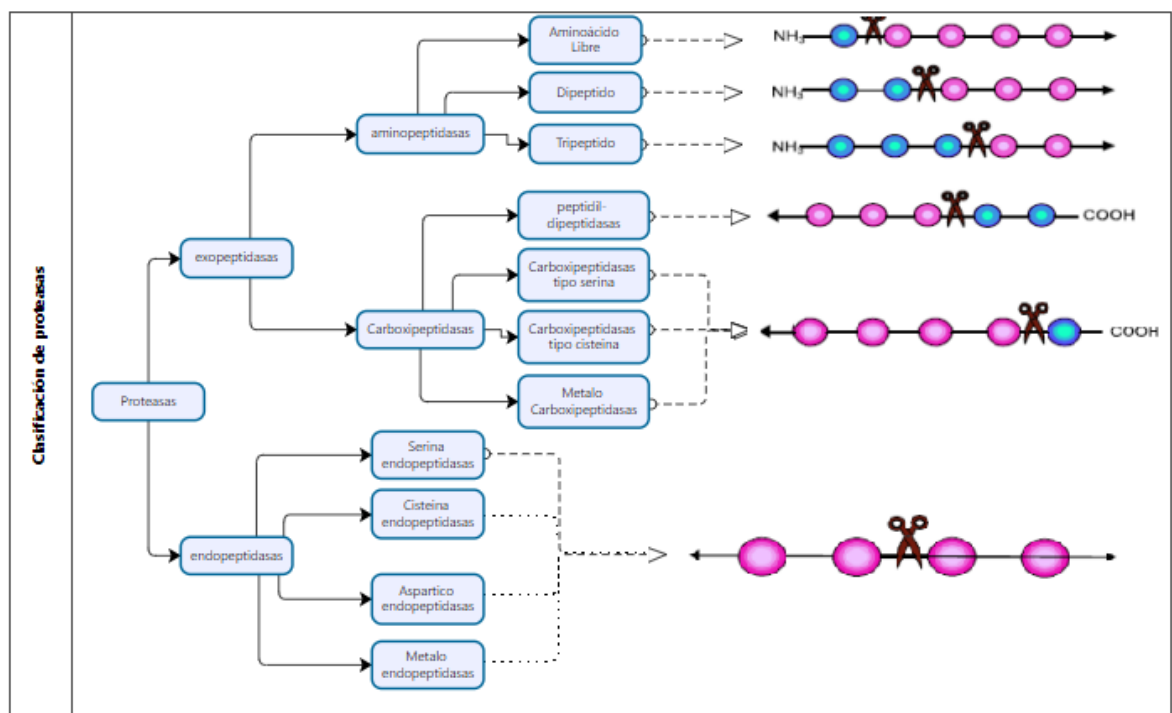 Clasificación de proteasas
Proteasas
exopeptidasas
aminopeptidasas
Aminoácido
Libre
NH₃
Dipeptido
NH₃
Tripeptido
NH₃
Carboxipeptidasas
peptidil-
dipeptidasas
COOH
Carboxipeptidasas
tipo serina
Carboxipeptidasas
tipo cisteina
Metalo
Carboxipeptidasas
COOH
endopeptidasas
Serina
endopeptidasas
Cisteina
endopeptidasas
Aspartico
endopeptidasas
Metalo
endopeptidasas